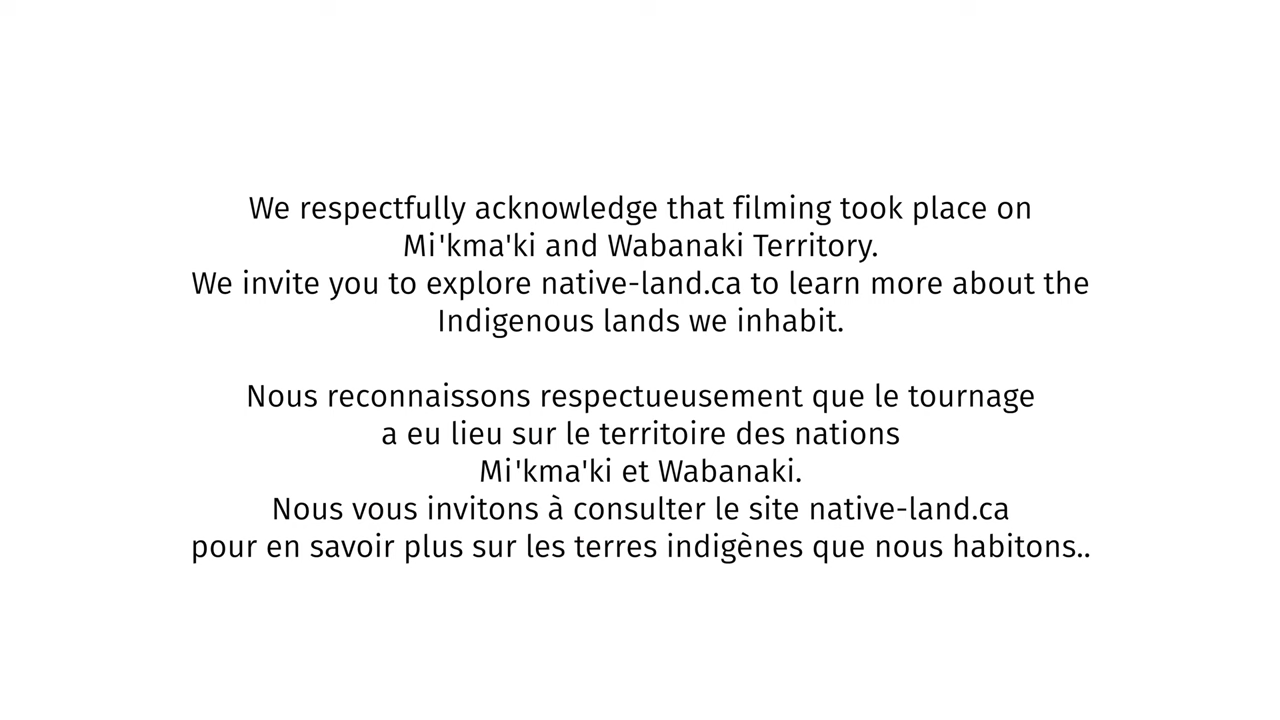 We respectfully acknowledge that filming took place on
Mi'kma'ki and Wabanaki Territory.
We invite you to explore native-land.ca to learn more about the
Indigenous lands we inhabit.
Nous reconnaissons respectueusement que le tournage
a eu lieu sur le territoire des nations
Mi'kma'ki et Wabanaki.
Nous vous invitons à consulter le site native-land.ca
pour en savoir plus sur les terres indigènes que nous habitons..